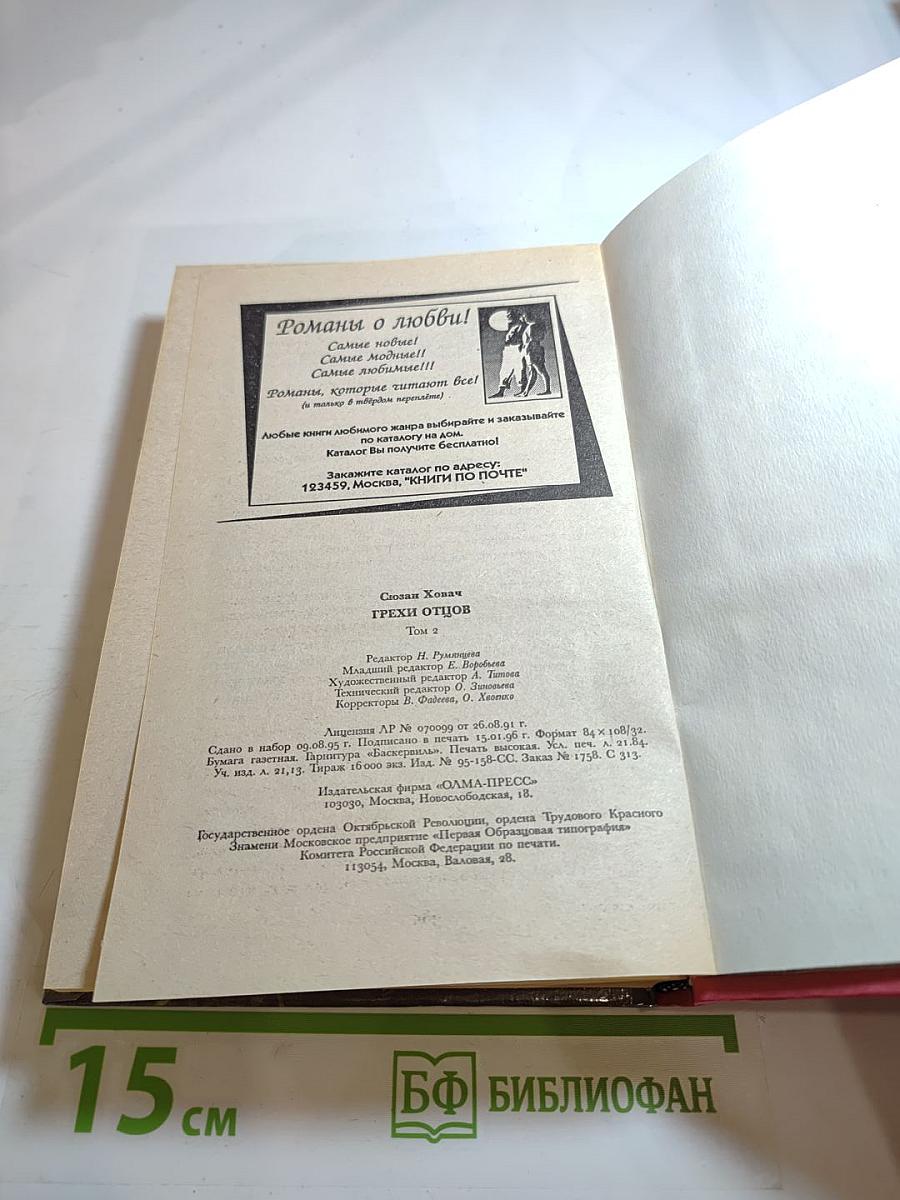 Романы о любви!
Самые новые!
Самые модные!!
Самые любимые!!!
Романы, которые читают все!
(и только в твёрдом переплёте)
Любые книги любимого жанра выбирайте и заказывайте
по каталогу на дом.
Каталог Вы получите бесплатно!
Закажите каталог по адресу:
123459, Москва, "КНИГИ ПО ПОЧТЕ"
Сюзан Ховач
ГРЕХИ ОТЦОВ
Том 2
Редактор Н. Румянцева
Младший редактор Е. Воробьева
Художественный редактор А. Титова
Технический редактор О. Зиновьева
Корректоры В. Фадеева, О. Хвоенко
Лицензия ЛР № 070099 от 26.08.91 г.
Сдано в набор 09.08.95 г. Подписано в печать 15.01.96 г. Формат 84×108/32.
Бумага газетная. Гарнитура «Баскервиль». Печать высокая. Усл. печ. л. 21.84.
Уч. изд. л. 21,13. Тираж 16 000 экз. Изд. № 95-158-СС. Заказ № 1758. С 313.
Издательская фирма «ОЛМА-ПРЕСС»
103030, Москва, Новослободская, 18.
Государственное ордена Октябрьской Революции, ордена Трудового Красного
Знамени Московское предприятие «Первая Образцовая типография»
Комитета Российской Федерации по печати.
113054, Москва, Валовая, 28.
15 см
БФ БИБЛИОФАН